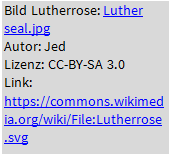 Bild Lutherrose: Luther
seal.jpg
Autor: Jed
Lizenz: CC-BY-SA 3.0
Link:
https://commons.wikimed
ia.org/wiki/File:Lutherrose
.svg